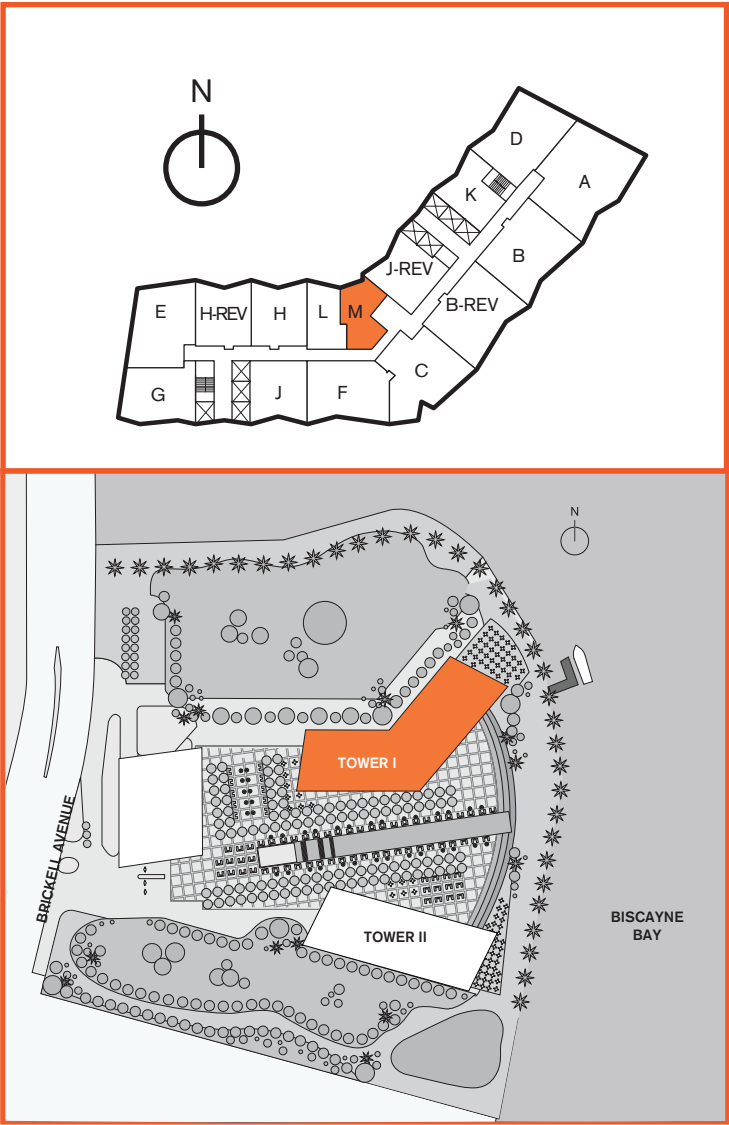 N
D
A
K
B
J-REV
B-REV
E
H-REV
H
L
M
C
G
J
F
N
TOWER I
BRICKELL AVENUE
TOWER II
BISCAYNE
BAY